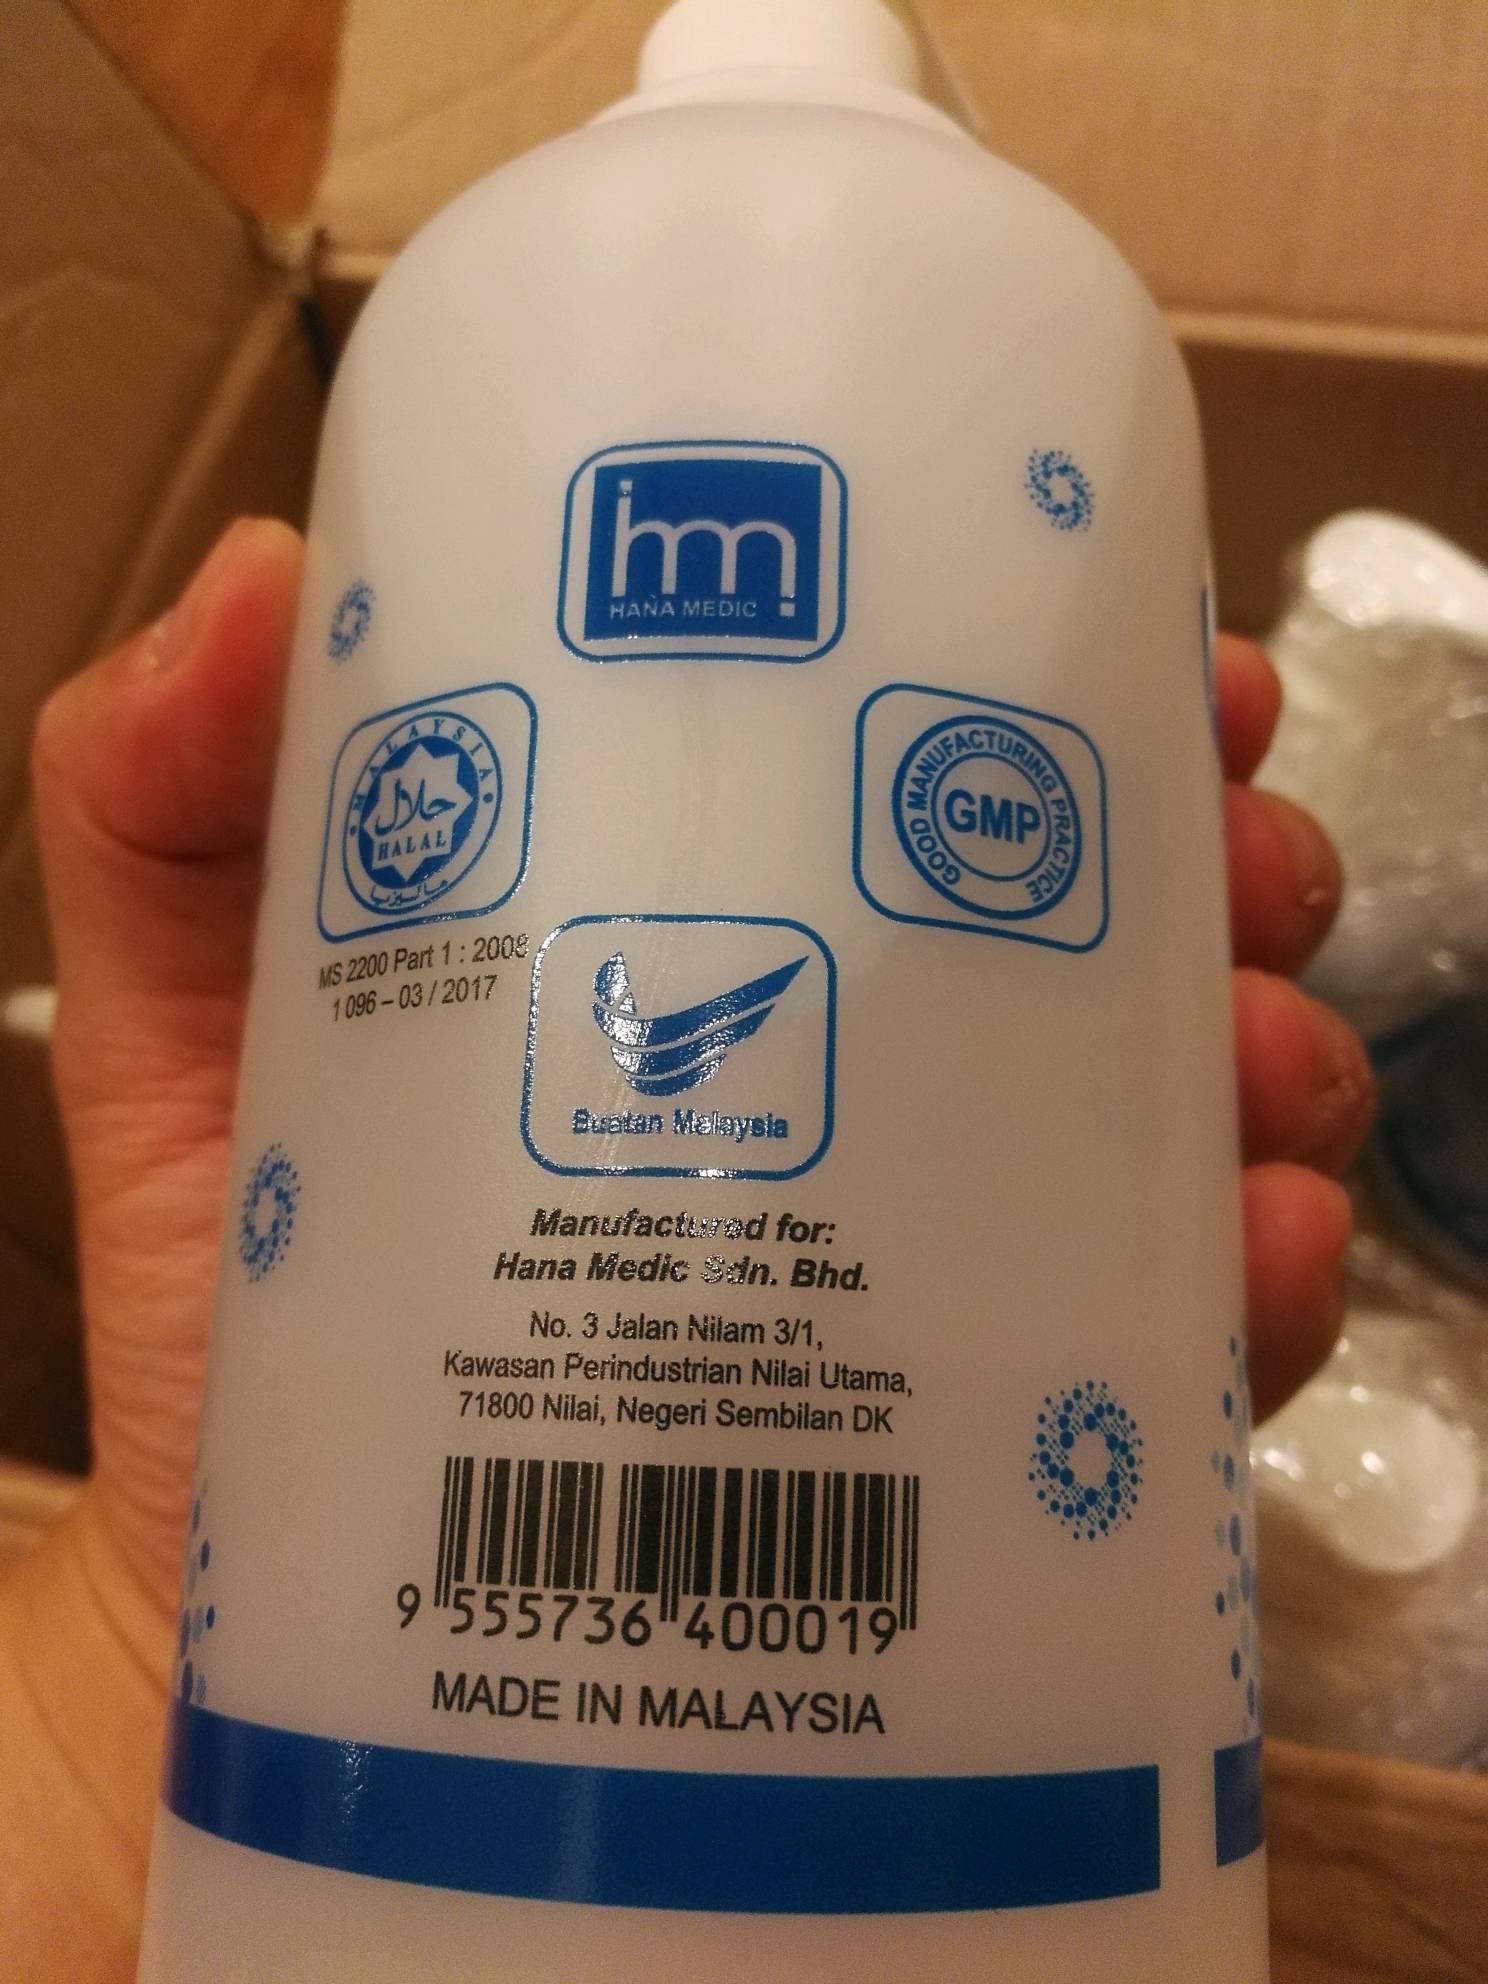 hm
HANA MEDIC
MALAYSIA
حلال
HALAL
ماليزيا
MS 2200 Part 1 : 2008
1 096 – 03 / 2017
GOOD MANUFACTURING PRACTICE
GMP
Buatan Malaysia
Manufactured for:
Hana Medic Sdn. Bhd.
No. 3 Jalan Nilam 3/1,
Kawasan Perindustrian Nilai Utama,
71800 Nilai, Negeri Sembilan DK
9 555736 400019
MADE IN MALAYSIA